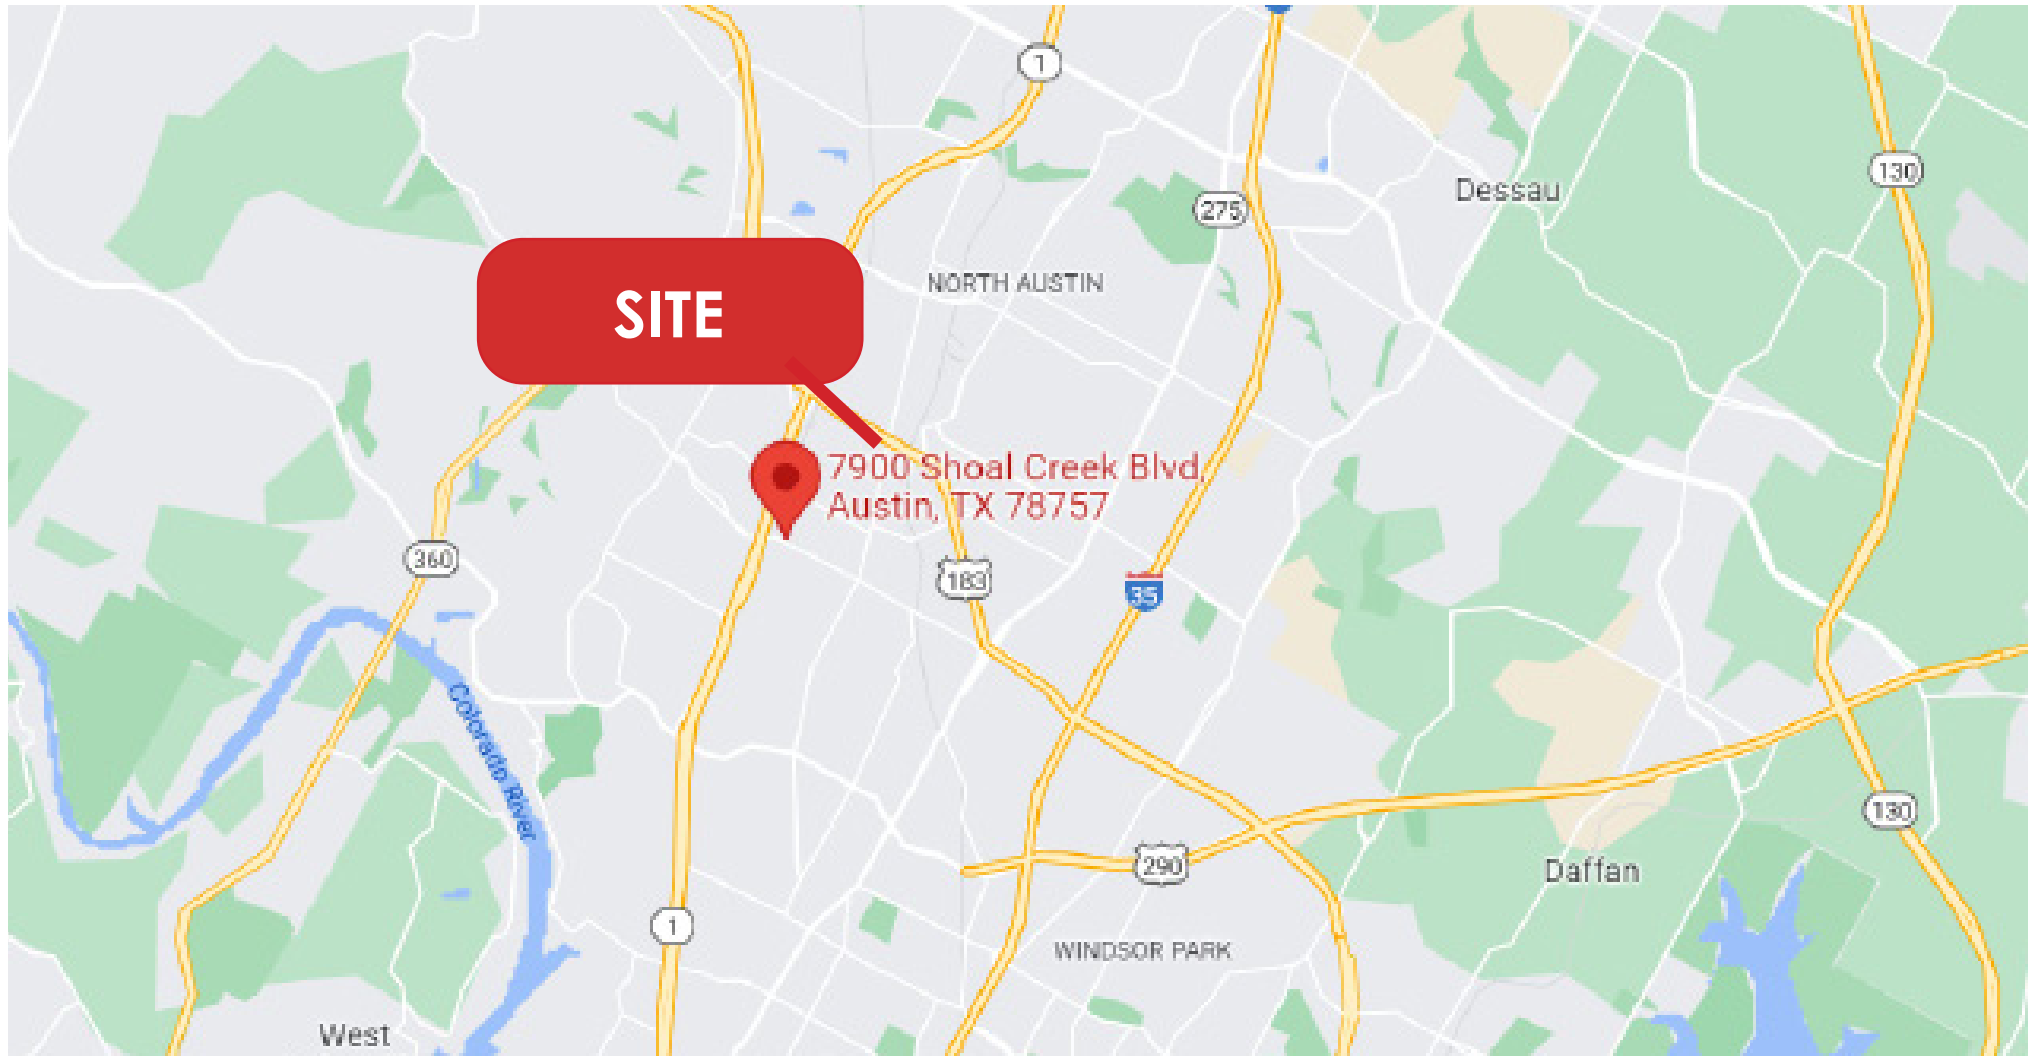 1
130
Dessau
275
NORTH AUSTIN
SITE
7900 Shoal Creek Blvd,
Austin, TX 78757
360
183
35
Colorado River
130
290
Daffan
1
WINDSOR PARK
West